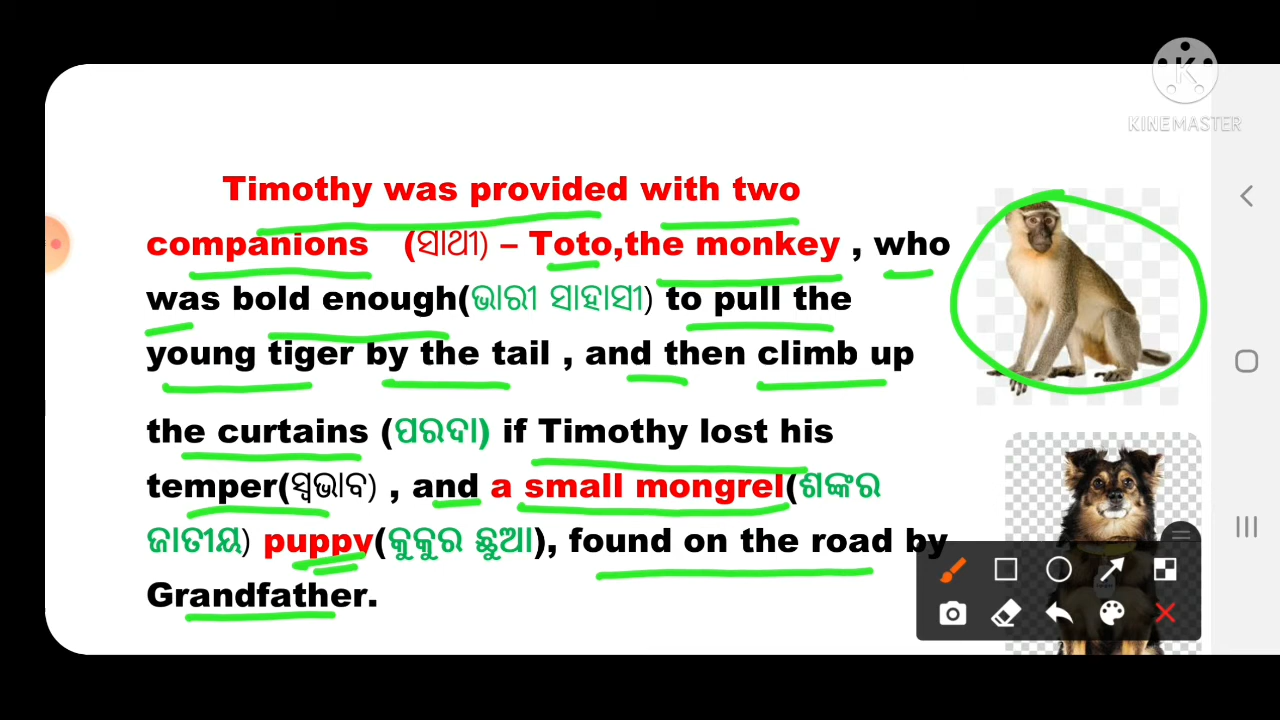 KINEMASTER
Timothy was provided with two
companions (ସାଥୀ) – Toto,the monkey , who
was bold enough(ଭାରୀ ସାହାସୀ) to pull the
young tiger by the tail , and then climb up
the curtains (ପରଦା) if Timothy lost his
temper(ସ୍ୱଭାବ) , and a small mongrel(ଶଙ୍କର
ଜାତୀୟ) puppy(କୁକୁର ଛୁଆ), found on the road by
Grandfather.